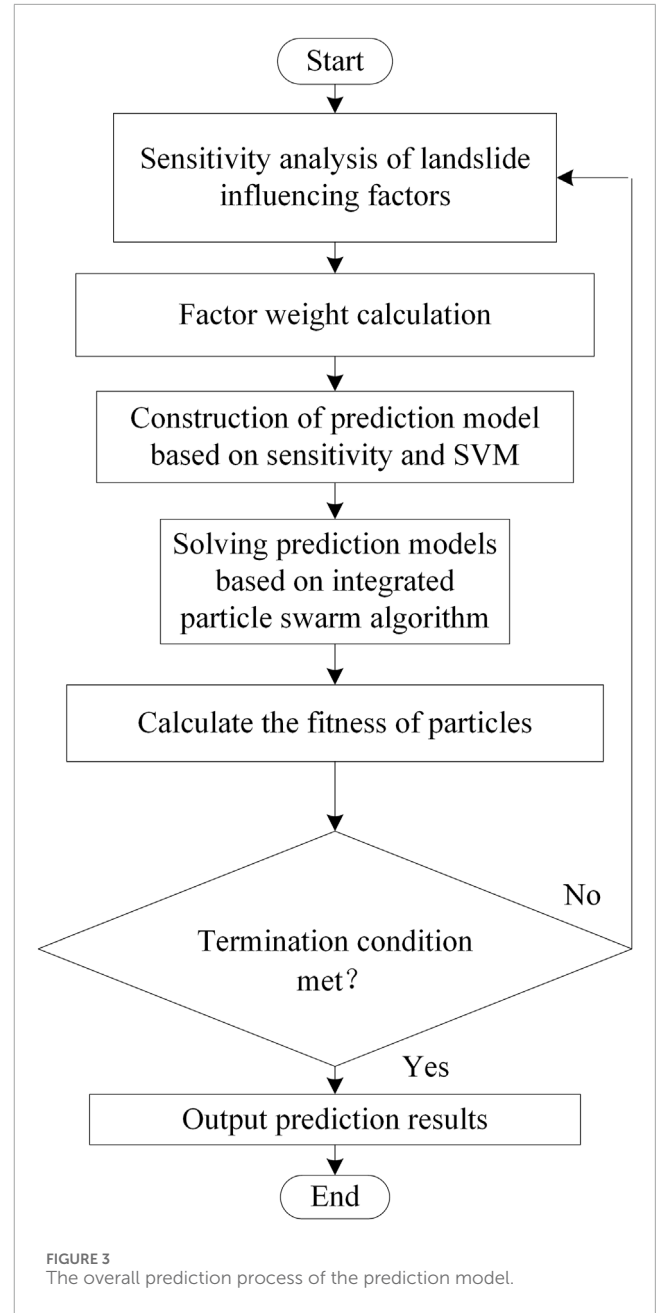 Start
Sensitivity analysis of landslide
influencing factors
Factor weight calculation
Construction of prediction model
based on sensitivity and SVM
Solving prediction models
based on integrated
particle swarm algorithm
Calculate the fitness of particles
No
Termination condition
met？
Yes
Output prediction results
End
FIGURE 3
The overall prediction process of the prediction model.